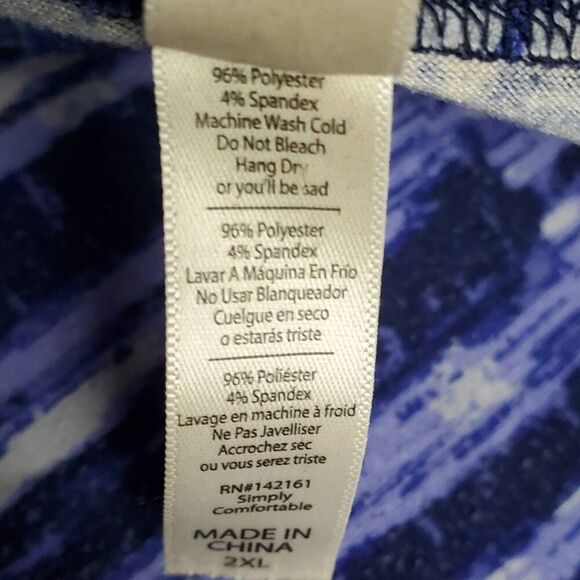 96% Polyester
4% Spandex
Machine Wash Cold
Do Not Bleach
Hang Dry
or you'll be sad
96% Polyester
4% Spandex
Lavar A Máquina En Frío
No Usar Blanqueador
Cuelgue en seco
o estarás triste
96% Poliéster
4% Spandex
Lavage en machine à froid
Ne Pas Javelliser
Accrochez sec
ou vous serez triste
RN#142161
Simply
Comfortable
MADE IN
CHINA
2XL